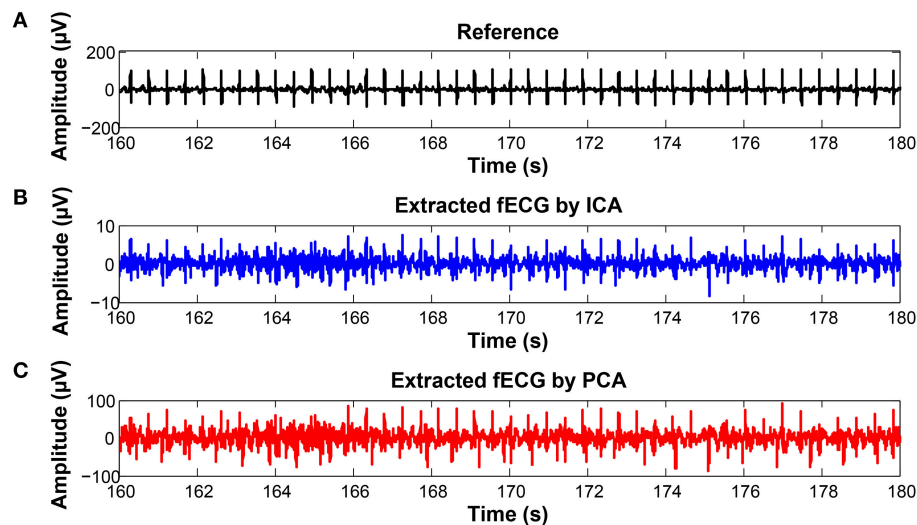 A
Reference
Amplitude (μV)
200
0
−200
160 162 164 166 168 170 172 174 176 178 180
Time (s)
B
Extracted fECG by ICA
Amplitude (μV)
10
0
−10
160 162 164 166 168 170 172 174 176 178 180
Time (s)
C
Extracted fECG by PCA
Amplitude (μV)
100
0
−100
160 162 164 166 168 170 172 174 176 178 180
Time (s)